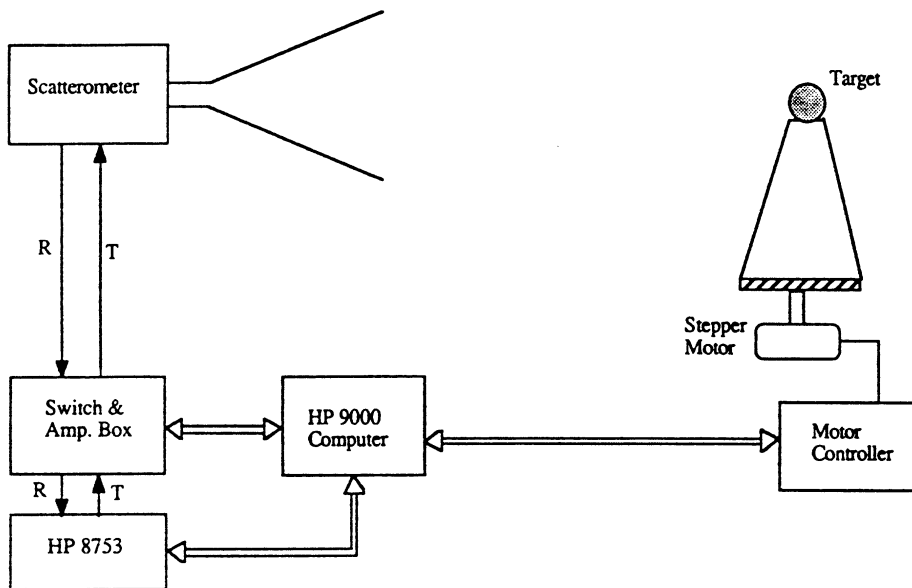 Scatterometer
Target
R
T
Stepper
Motor
Switch &
Amp. Box
HP 9000
Computer
Motor
Controller
R
T
HP 8753